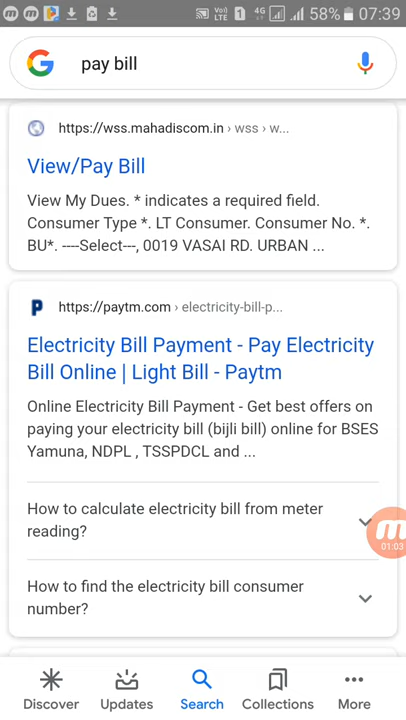 Vo) LTE 1 4G 58% 07:39
pay bill
https://wss.mahadiscom.in › wss › w...
View/Pay Bill
View My Dues. * indicates a required field.
Consumer Type *. LT Consumer. Consumer No. *.
BU*. ----Select---, 0019 VASAI RD. URBAN ...
https://paytm.com › electricity-bill-p...
Electricity Bill Payment - Pay Electricity
Bill Online | Light Bill - Paytm
Online Electricity Bill Payment - Get best offers on
paying your electricity bill (bijli bill) online for BSES
Yamuna, NDPL , TSSPDCL and ...
How to calculate electricity bill from meter
reading?
01:03
How to find the electricity bill consumer
number?
Discover Updates Search Collections More